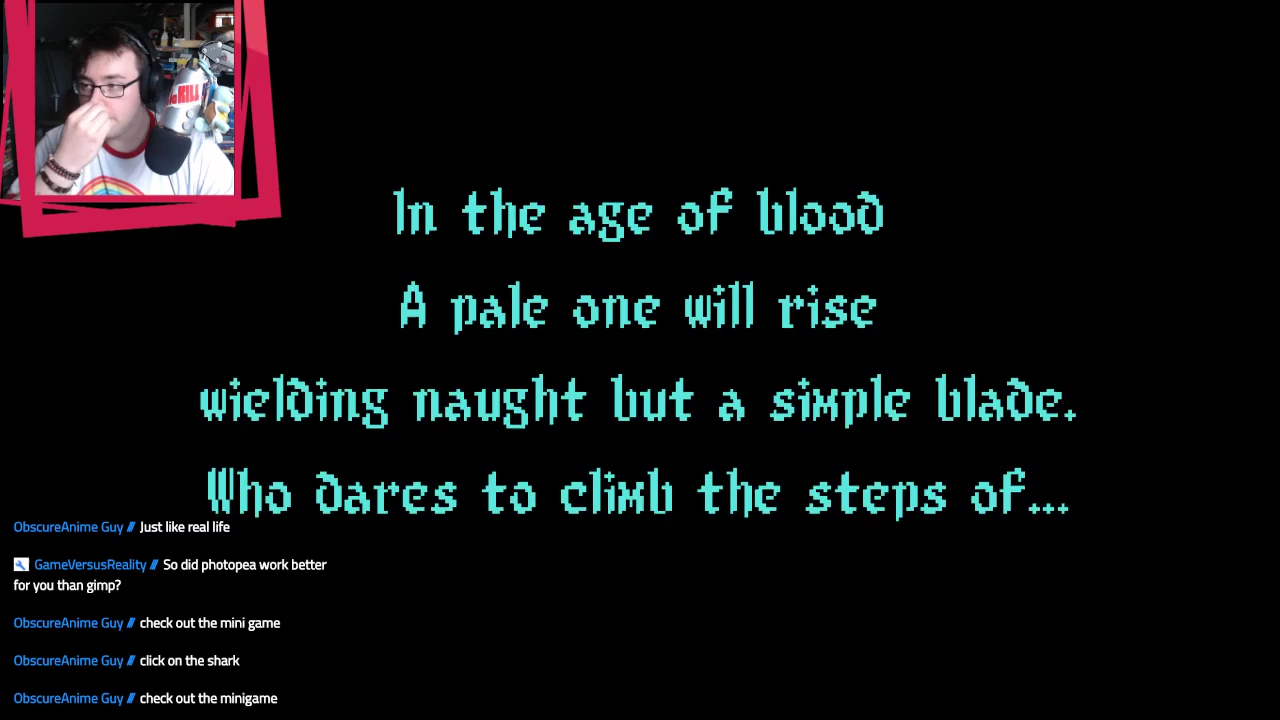 KILL
In the age of blood
A pale one will rise
wielding naught but a simple blade.
Who dares to climb the steps of...
ObscureAnime Guy // Just like real life
GameVersusReality // So did photopea work better
for you than gimp?
ObscureAnime Guy // check out the mini game
ObscureAnime Guy // click on the shark
ObscureAnime Guy // check out the minigame